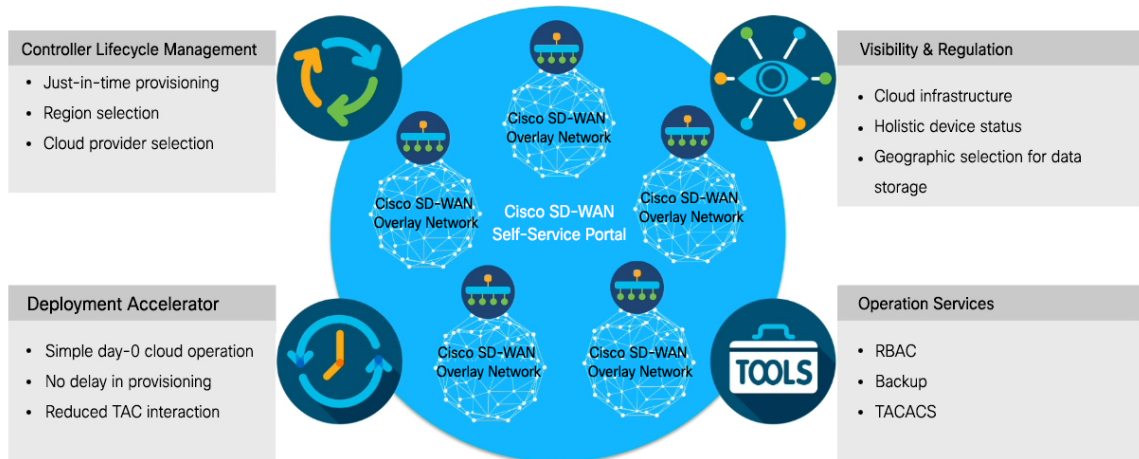 Controller Lifecycle Management
Just-in-time provisioning
Region selection
Cloud provider selection
Visibility & Regulation
Cloud infrastructure
Holistic device status
Geographic selection for data
storage
Cisco SD-WAN
Overlay Network
Cisco SD-WAN
Overlay Network
Cisco SD-WAN
Overlay Network
Cisco SD-WAN
Self-Service Portal
Cisco SD-WAN
Overlay Network
Cisco SD-WAN
Overlay Network
Deployment Accelerator
Simple day-0 cloud operation
No delay in provisioning
Reduced TAC interaction
TOOLS
Operation Services
RBAC
Backup
TACACS